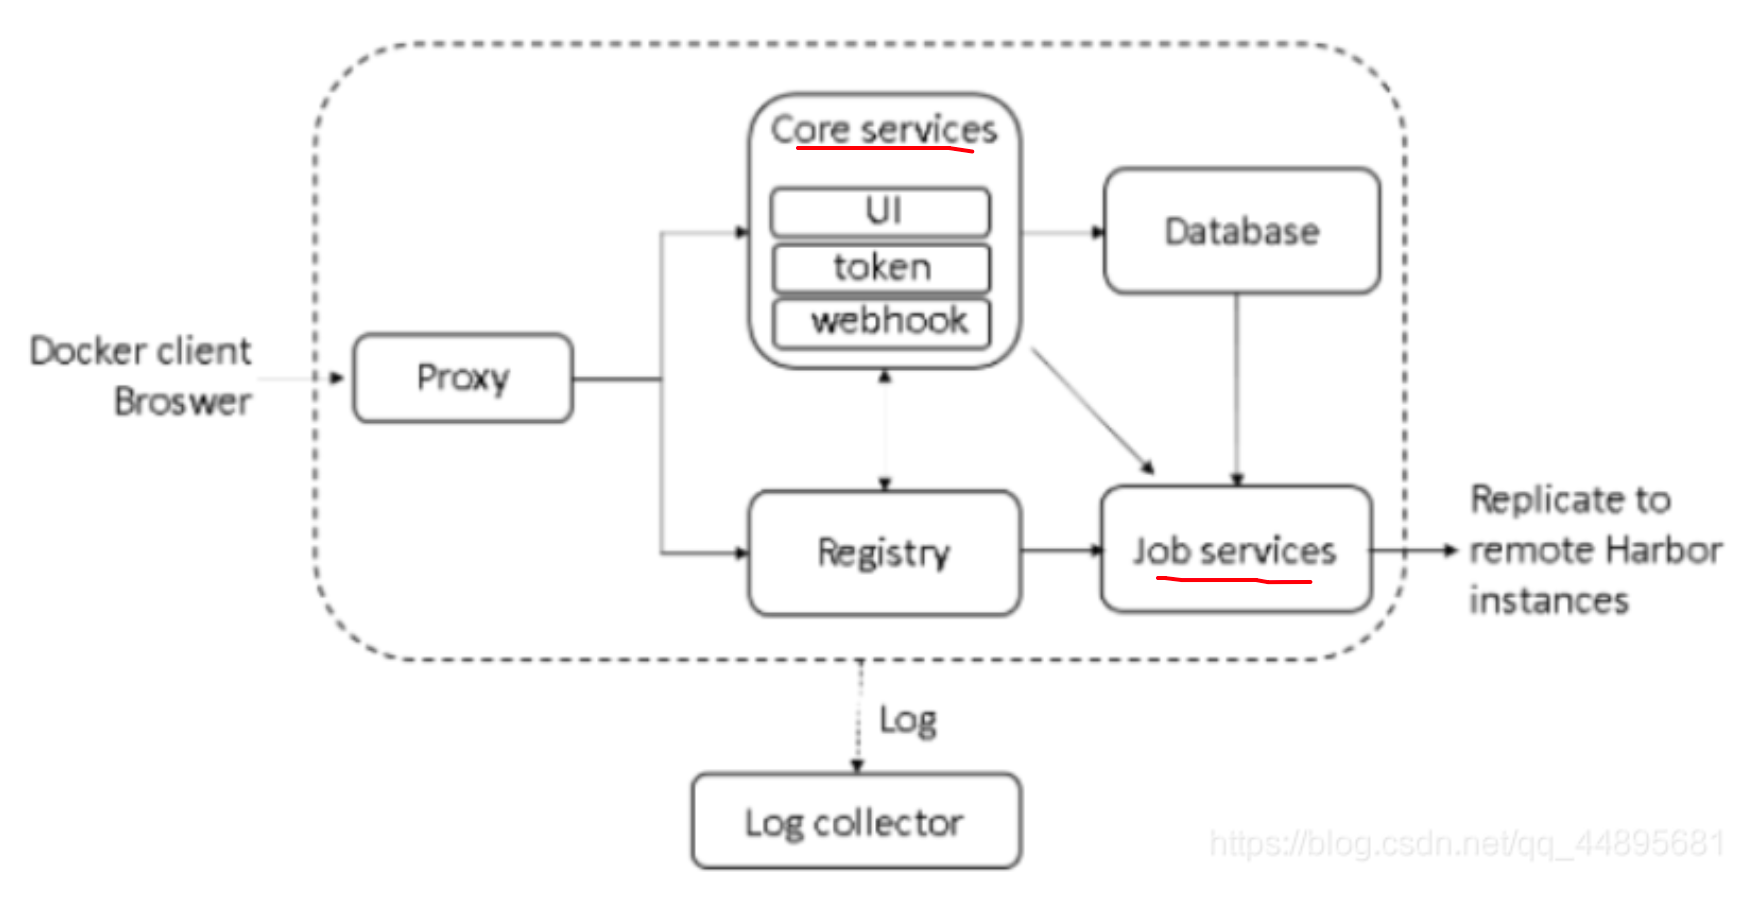 Core services
UI
token
webhook
Database
Docker client
Broswer
Proxy
Registry
Job services
Replicate to
remote Harbor
instances
Log
Log collector
https://blog.csdn.net/qq_44895681